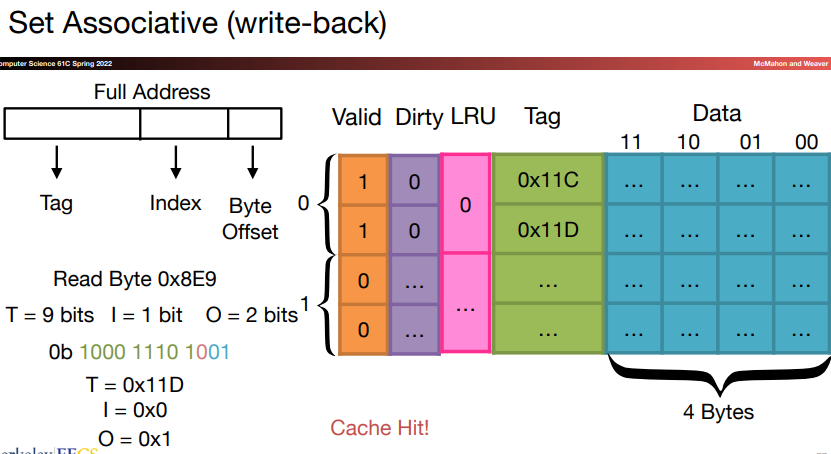 Set Associative (write-back)
omputer Science 61C Spring 2022 McMahon and Weaver
Full Address
Tag Index Byte Offset
Read Byte 0x8E9
T = 9 bits I = 1 bit O = 2 bits
0b 1000 1110 1001
T = 0x11D
I = 0x0
O = 0x1
Valid Dirty LRU Tag Data
11 10 01 00
0
1 0 0 0x11C ... ... ... ...
1 0 0x11D ... ... ... ...
1
0 ... ... ... ... ... ... ...
0 ... ... ... ... ... ...
4 Bytes
Cache Hit!